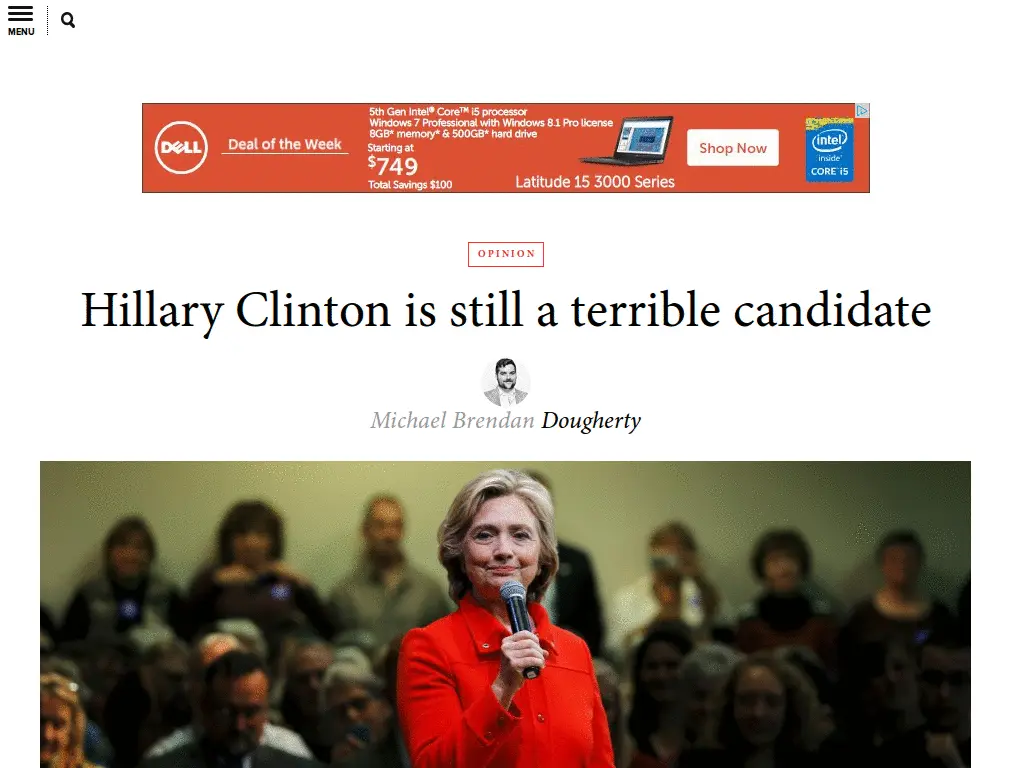 MENU
DELL
Deal of the Week
5th Gen Intel® Core™ i5 processor
Windows 7 Professional with Windows 8.1 Pro license
8GB* memory* & 500GB* hard drive
Starting at
$749
Total Savings $100
Latitude 15 3000 Series
Shop Now
intel
inside®
CORE™ i5
OPINION
Hillary Clinton is still a terrible candidate
Michael Brendan Dougherty